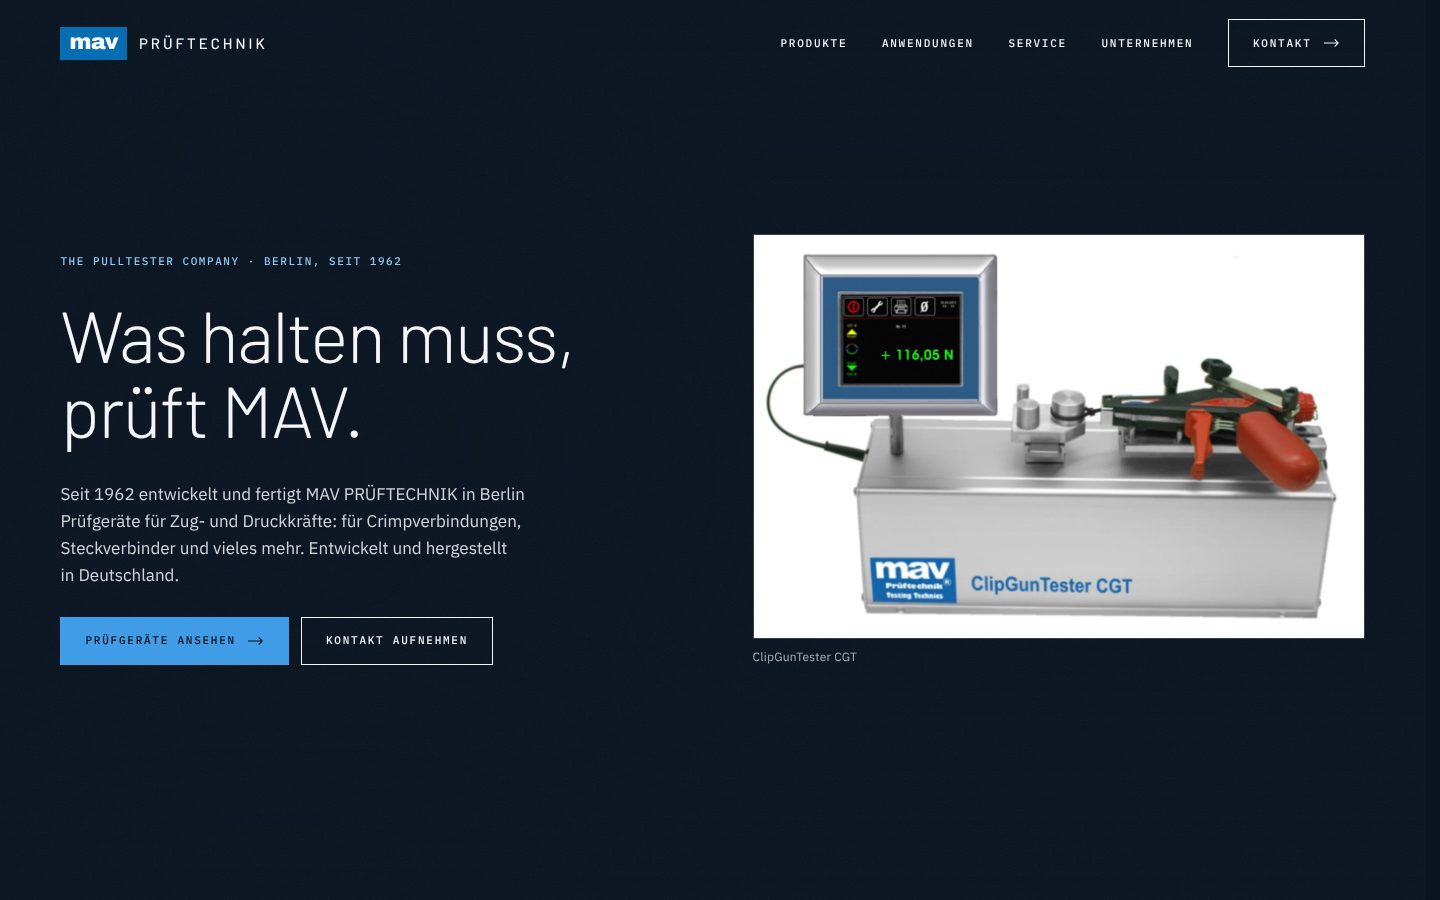 mav PRÜFTECHNIK
PRODUKTE ANWENDUNGEN SERVICE UNTERNEHMEN KONTAKT
THE PULLTESTER COMPANY · BERLIN, SEIT 1962
Was halten muss,
prüft MAV.
Seit 1962 entwickelt und fertigt MAV PRÜFTECHNIK in Berlin
Prüfgeräte für Zug- und Druckkräfte: für Crimpverbindungen,
Steckverbinder und vieles mehr. Entwickelt und hergestellt
in Deutschland.
PRÜFGERÄTE ANSEHEN KONTAKT AUFNEHMEN
+ 116,05 N
mav®
Prüftechnik
Testing Technics
ClipGunTester CGT
ClipGunTester CGT